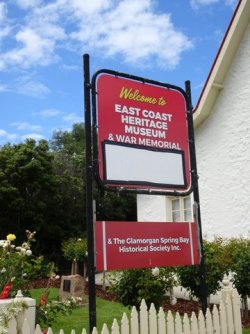 Welcome to
EAST COAST
HERITAGE
MUSEUM
& WAR MEMORIAL
& The Glamorgan Spring Bay
Historical Society Inc.